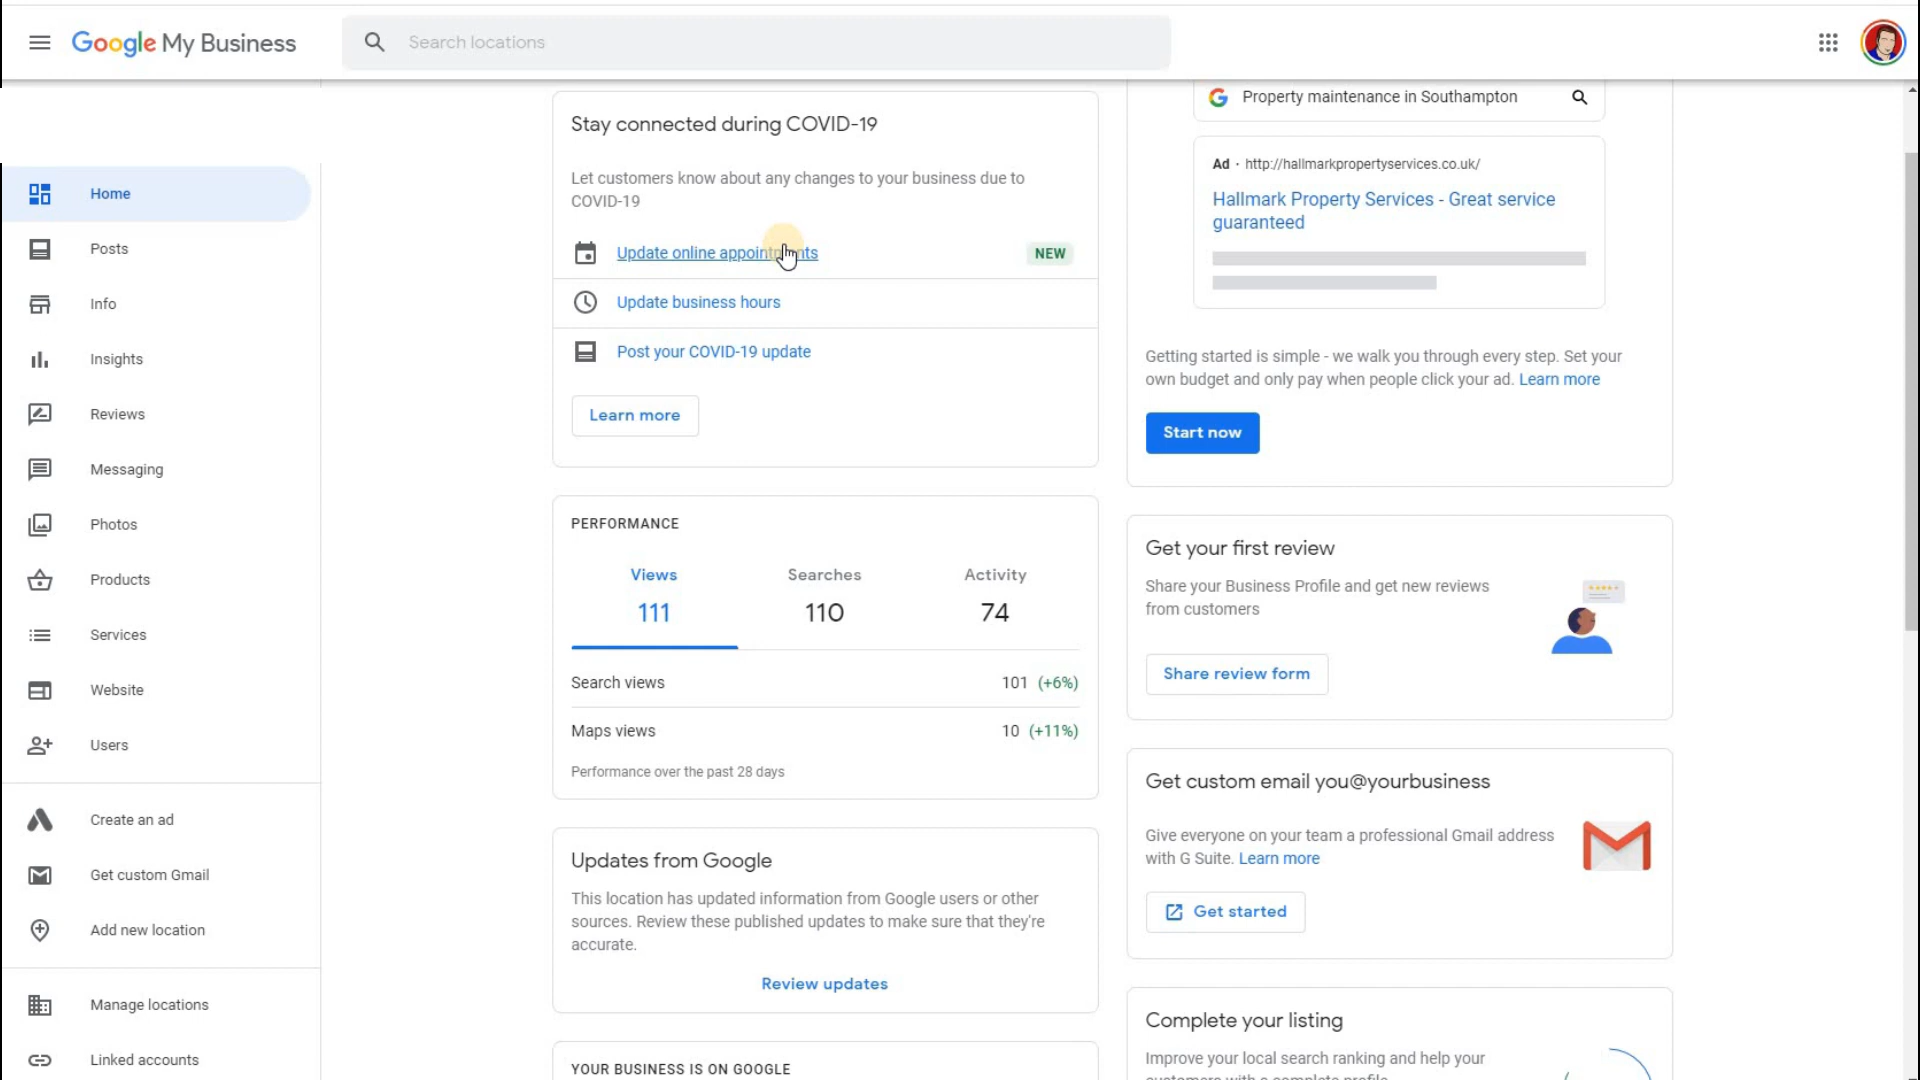 Google My Business
Search locations
Home
Posts
Info
Insights
Reviews
Messaging
Photos
Products
Services
Website
Users
Create an ad
Get custom Gmail
Add new location
Manage locations
Linked accounts
Stay connected during COVID-19
Let customers know about any changes to your business due to
COVID-19
Update online appointments
NEW
Update business hours
Post your COVID-19 update
Learn more
PERFORMANCE
Views
Searches
Activity
111
110
74
Search views
101 (+6%)
Maps views
10 (+11%)
Performance over the past 28 days
Updates from Google
This location has updated information from Google users or other
sources. Review these published updates to make sure that they're
accurate.
Review updates
YOUR BUSINESS IS ON GOOGLE
Property maintenance in Southampton
Ad · http://hallmarkpropertyservices.co.uk/
Hallmark Property Services - Great service
guaranteed
Getting started is simple - we walk you through every step. Set your
own budget and only pay when people click your ad. Learn more
Start now
Get your first review
Share your Business Profile and get new reviews
from customers
Share review form
Get custom email you@yourbusiness
Give everyone on your team a professional Gmail address
with G Suite. Learn more
Get started
Complete your listing
Improve your local search ranking and help your
customers with a complete profile